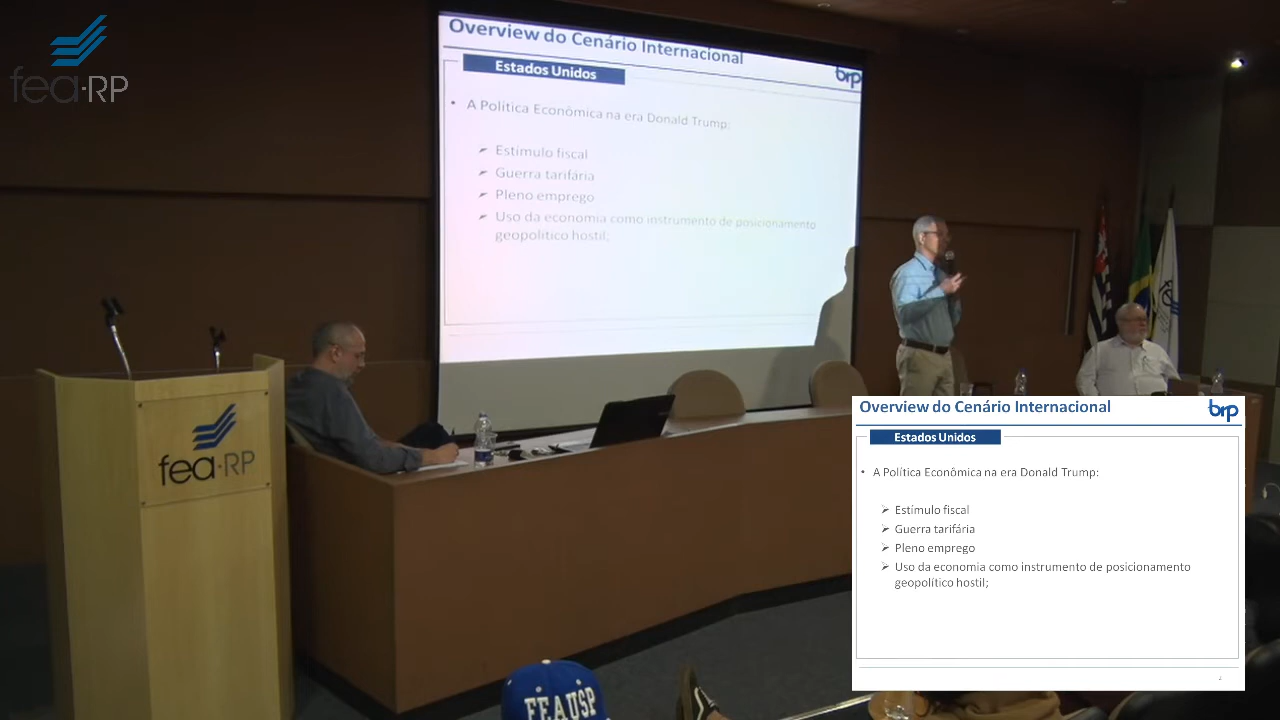 fea·RP
Overview do Cenário Internacional
brp
Estados Unidos
• A Política Econômica na era Donald Trump:
➢ Estímulo fiscal
➢ Guerra tarifária
➢ Pleno emprego
➢ Uso da economia como instrumento de posicionamento
geopolítico hostil;
fea·RP
FEAUSP
Overview do Cenário Internacional
brp
Estados Unidos
• A Política Econômica na era Donald Trump:
➢ Estímulo fiscal
➢ Guerra tarifária
➢ Pleno emprego
➢ Uso da economia como instrumento de posicionamento
geopolítico hostil;